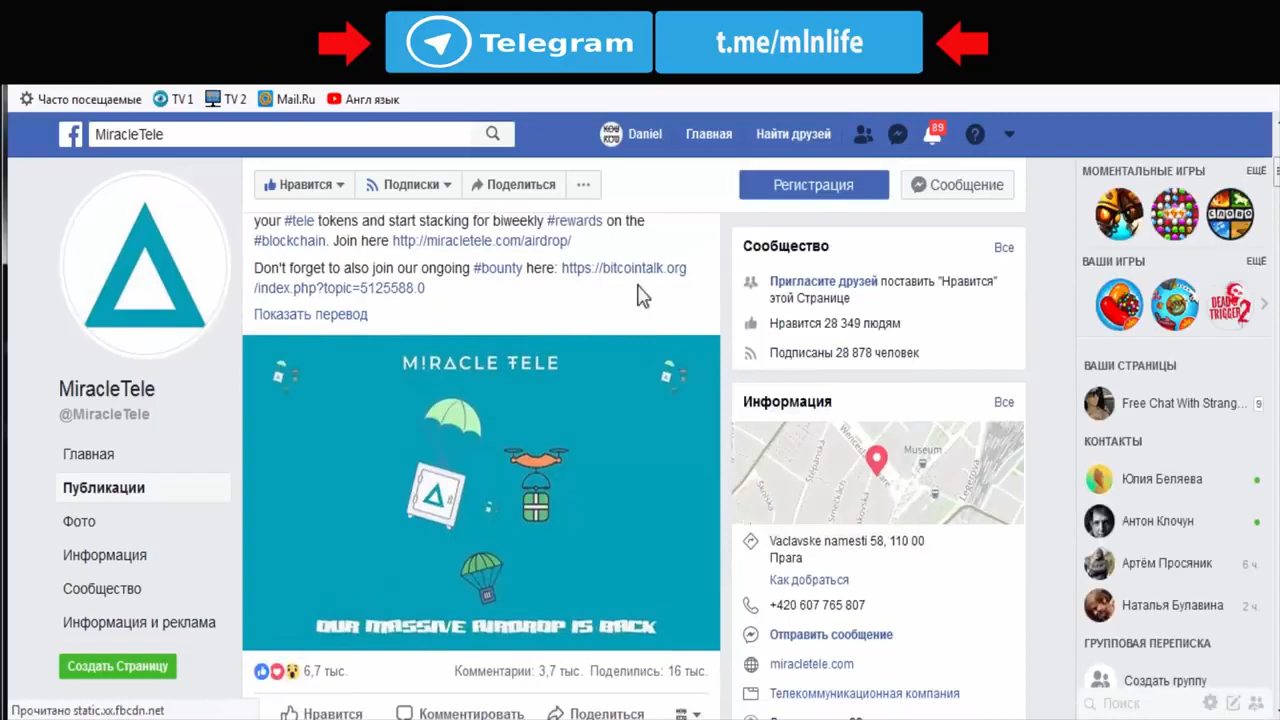 Telegram
t.me/mlnlife
Часто посещаемые TV 1 TV 2 Mail.Ru Англ язык
MiracleTele
Daniel Главная Найти друзей 89
Нравится Подписки Поделиться ...
Регистрация Сообщение
your #tele tokens and start stacking for biweekly #rewards on the
#blockchain. Join here http://miracletele.com/airdrop/
Don't forget to also join our ongoing #bounty here: https://bitcointalk.org
/index.php?topic=5125588.0
Показать перевод
M!RACLE TELE
OUR MASSIVE AIRDROP IS BACK
6,7 тыс. Комментарии: 3,7 тыс. Поделились: 16 тыс.
Нравится Комментировать Поделиться
MiracleTele
@MiracleTele
Главная
Публикации
Фото
Информация
Сообщество
Информация и реклама
Создать Страницу
Прочитано static.xx.fbcdn.net
Сообщество Все
Пригласите друзей поставить "Нравится"
этой Странице
Нравится 28 349 людям
Подписаны 28 878 человек
Информация Все
Museum
Vaclavske namesti 58, 110 00
Прага
Как добраться
+420 607 765 807
Отправить сообщение
miracletele.com
Телекоммуникационная компания
МОМЕНТАЛЬНЫЕ ИГРЫ ЕЩЁ
СЛОВО
ВАШИ ИГРЫ ЕЩЁ
DEAD
TRIGGER 2
ВАШИ СТРАНИЦЫ
Free Chat With Strang... 9
КОНТАКТЫ
Юлия Беляева
Антон Клочун
Артём Просяник 6 ч.
Наталья Булавина 2 ч.
ГРУППОВАЯ ПЕРЕПИСКА
Создать группу
Поиск